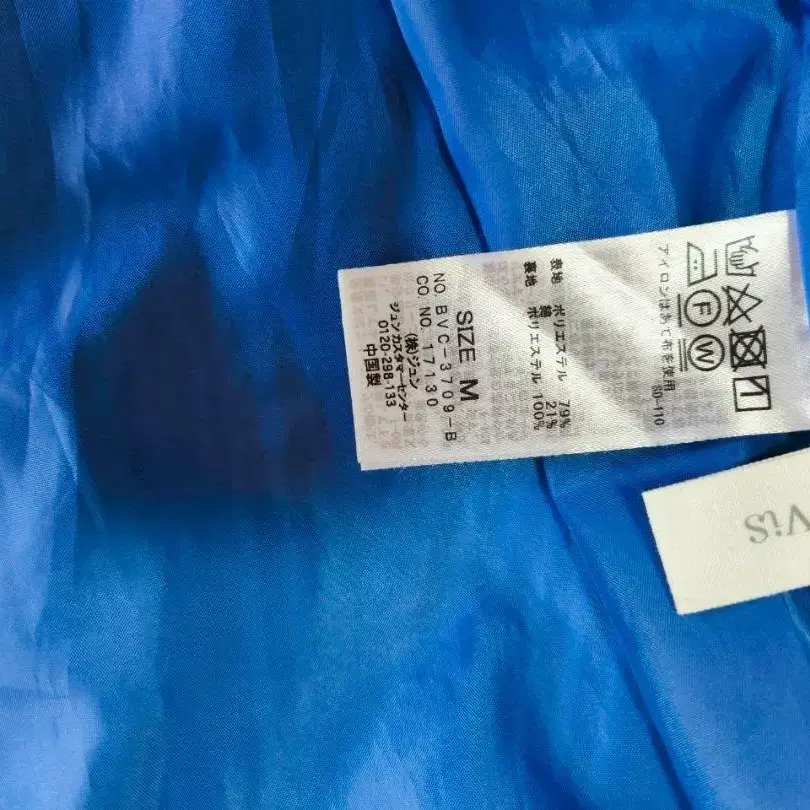 W
F
アイロンはあて布を使用 SD-110
表地 ポリエステル 79%
綿 21%
裏地 ポリエステル 100%
SIZE M
NO. BVC-3709-B
CO. NO. 17130
(株)ジュン
ジュンカスタマーセンター
0120-298-133
中国製
ViS